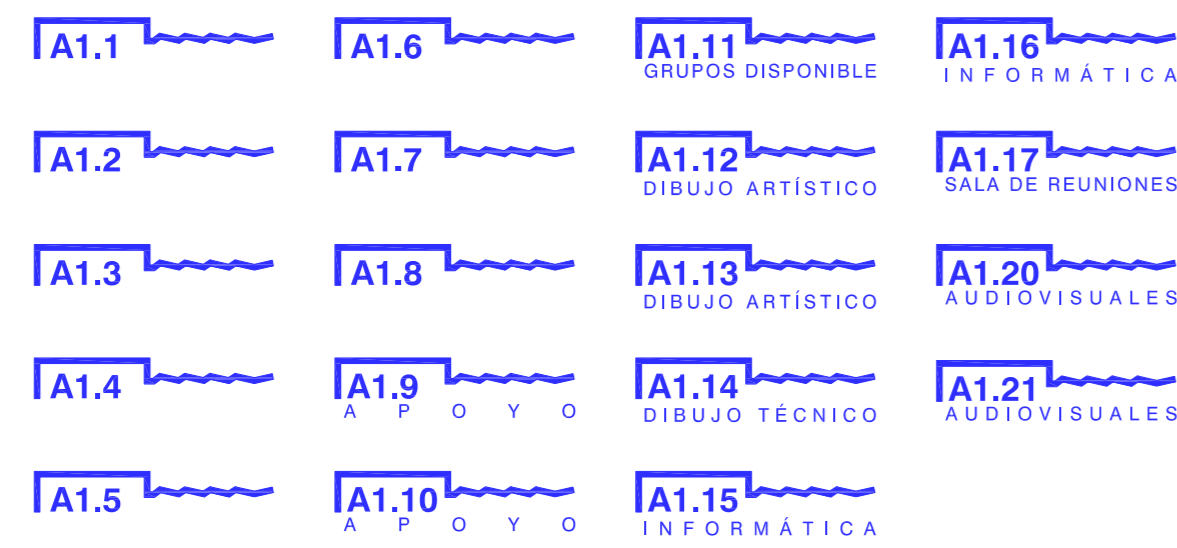 A1.1
A1.2
A1.3
A1.4
A1.5
A1.6
A1.7
A1.8
A1.9
APOYO
A1.10
APOYO
A1.11
GRUPOS DISPONIBLE
A1.12
DIBUJO ARTÍSTICO
A1.13
DIBUJO ARTÍSTICO
A1.14
DIBUJO TÉCNICO
A1.15
INFORMÁTICA
A1.16
INFORMÁTICA
A1.17
SALA DE REUNIONES
A1.20
AUDIOVISUALES
A1.21
AUDIOVISUALES